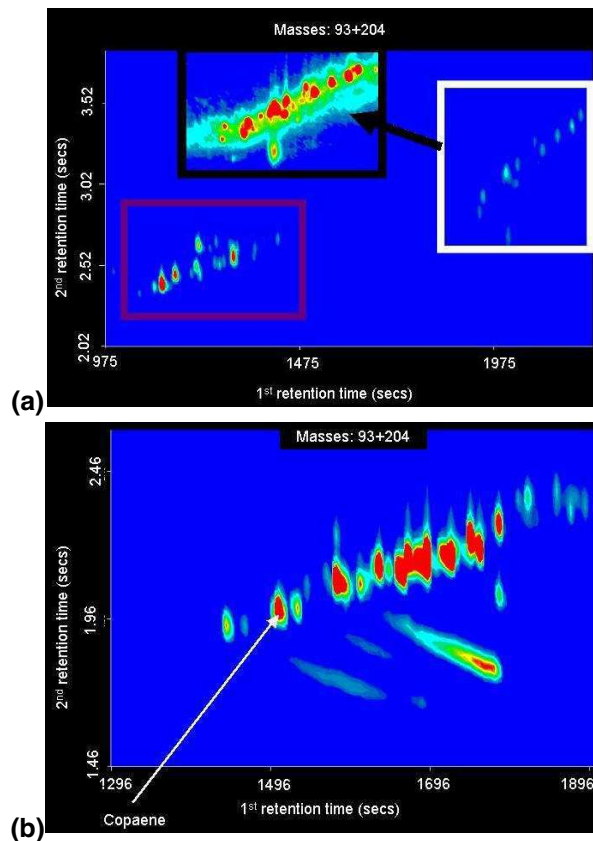 Masses: 93+204
2nd retention time (secs)
3.52
3.02
2.52
2.02
975
1475
1975
1st retention time (secs)
(a)
Masses: 93+204
2nd retention time (secs)
2.46
1.96
1.46
1296
1496
1696
1896
1st retention time (secs)
Copaene
(b)